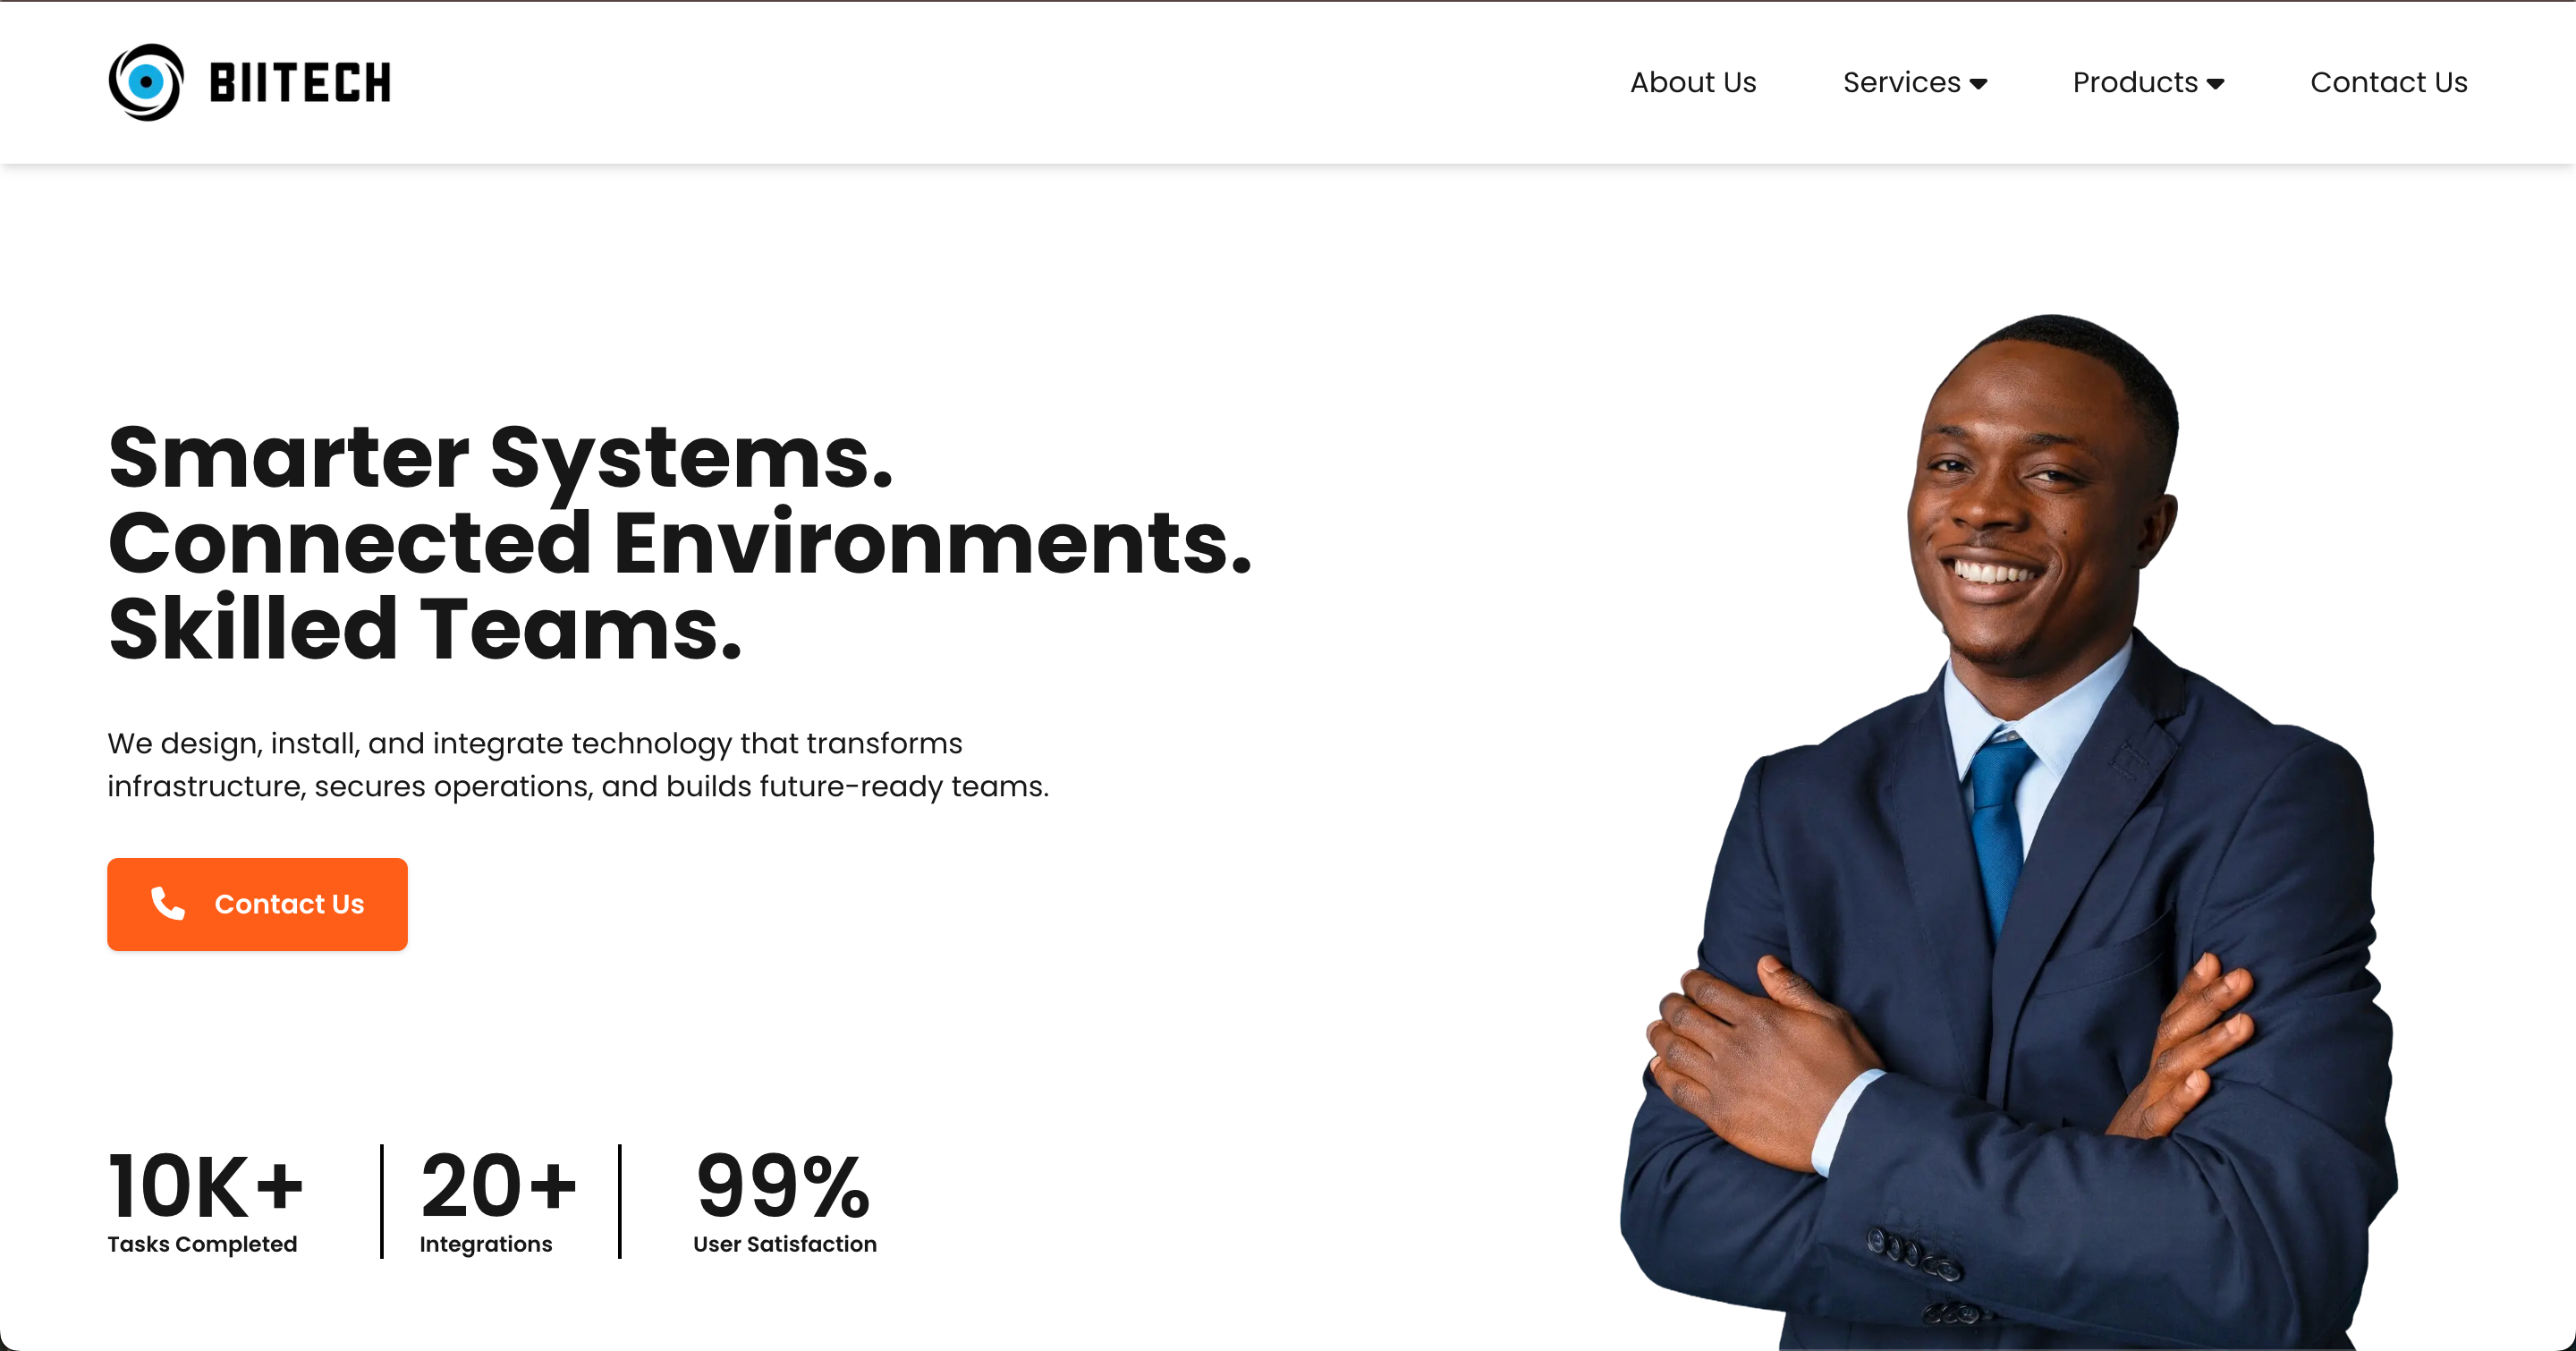 BIITECH
About Us
Services
Products
Contact Us
Smarter Systems.
Connected Environments.
Skilled Teams.
We design, install, and integrate technology that transforms
infrastructure, secures operations, and builds future-ready teams.
Contact Us
10K+
Tasks Completed
20+
Integrations
99%
User Satisfaction